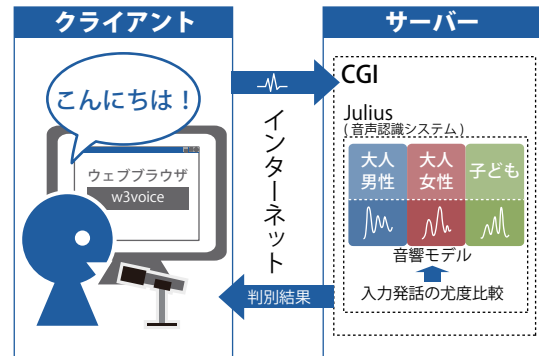 クライアント
こんにちは！
ウェブブラウザ
w3voice
インターネット
判別結果
サーバー
CGI
Julius
(音声認識システム)
大人
男性
大人
女性
子ども
音響モデル
入力発話の尤度比較